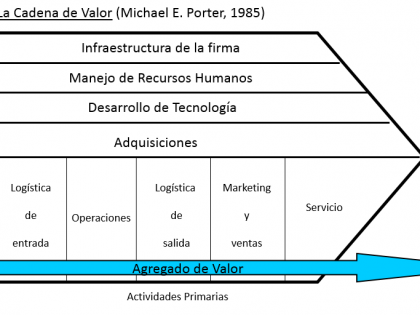 La Cadena de Valor (Michael E. Porter, 1985)
Infraestructura de la firma
Manejo de Recursos Humanos
Desarrollo de Tecnología
Adquisiciones
Logística
de
entrada
Operaciones
Logística
de
salida
Marketing
y
ventas
Servicio
Agregado de Valor
Actividades Primarias